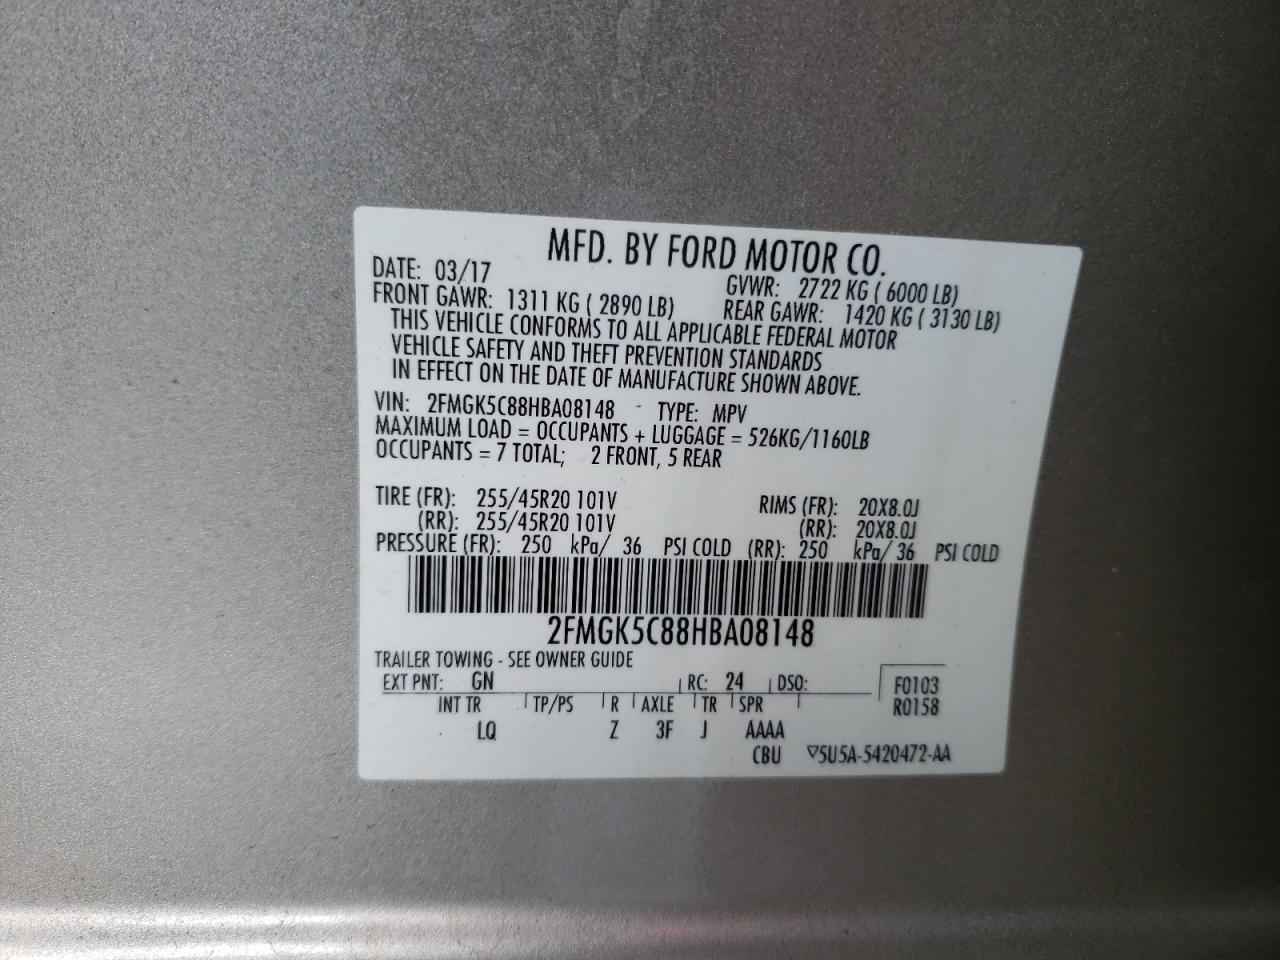 MFD. BY FORD MOTOR CO.
DATE: 03/17 GVWR: 2722 KG ( 6000 LB)
FRONT GAWR: 1311 KG ( 2890 LB) REAR GAWR: 1420 KG ( 3130 LB)
THIS VEHICLE CONFORMS TO ALL APPLICABLE FEDERAL MOTOR
VEHICLE SAFETY AND THEFT PREVENTION STANDARDS
IN EFFECT ON THE DATE OF MANUFACTURE SHOWN ABOVE.
VIN: 2FMGK5C88HBA08148 TYPE: MPV
MAXIMUM LOAD = OCCUPANTS + LUGGAGE = 526KG/1160LB
OCCUPANTS = 7 TOTAL; 2 FRONT, 5 REAR
TIRE (FR): 255/45R20 101V RIMS (FR): 20X8.0J
(RR): 255/45R20 101V (RR): 20X8.0J
PRESSURE (FR): 250 kPa/ 36 PSI COLD (RR): 250 kPa/ 36 PSI COLD
2FMGK5C88HBA08148
TRAILER TOWING - SEE OWNER GUIDE
EXT PNT: GN RC: 24 DSO: F0103
INT TR TP/PS R AXLE TR SPR R0158
LQ Z 3F J AAAA
CBU ▽5U5A-5420472-AA